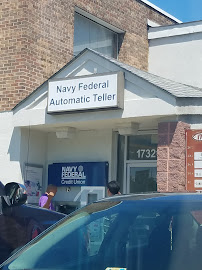 Navy Federal
Automatic Teller
1732
NAVY
FEDERAL
Credit Union